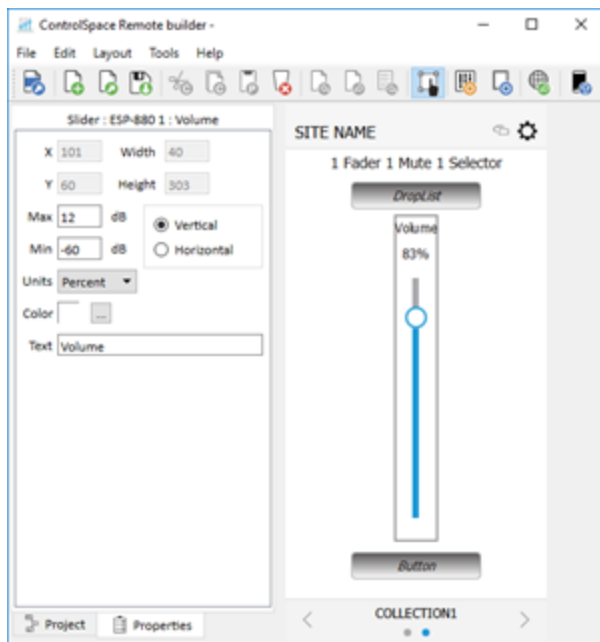 ControlSpace Remote builder -
File Edit Layout Tools Help
Slider : ESP-880 1 : Volume
X 101 Width 40
Y 60 Height 303
Max 12 dB
Vertical
Min -60 dB
Horizontal
Units Percent
Color ...
Text Volume
Project Properties
SITE NAME
1 Fader 1 Mute 1 Selector
DropList
Volume
83%
Button
COLLECTION1